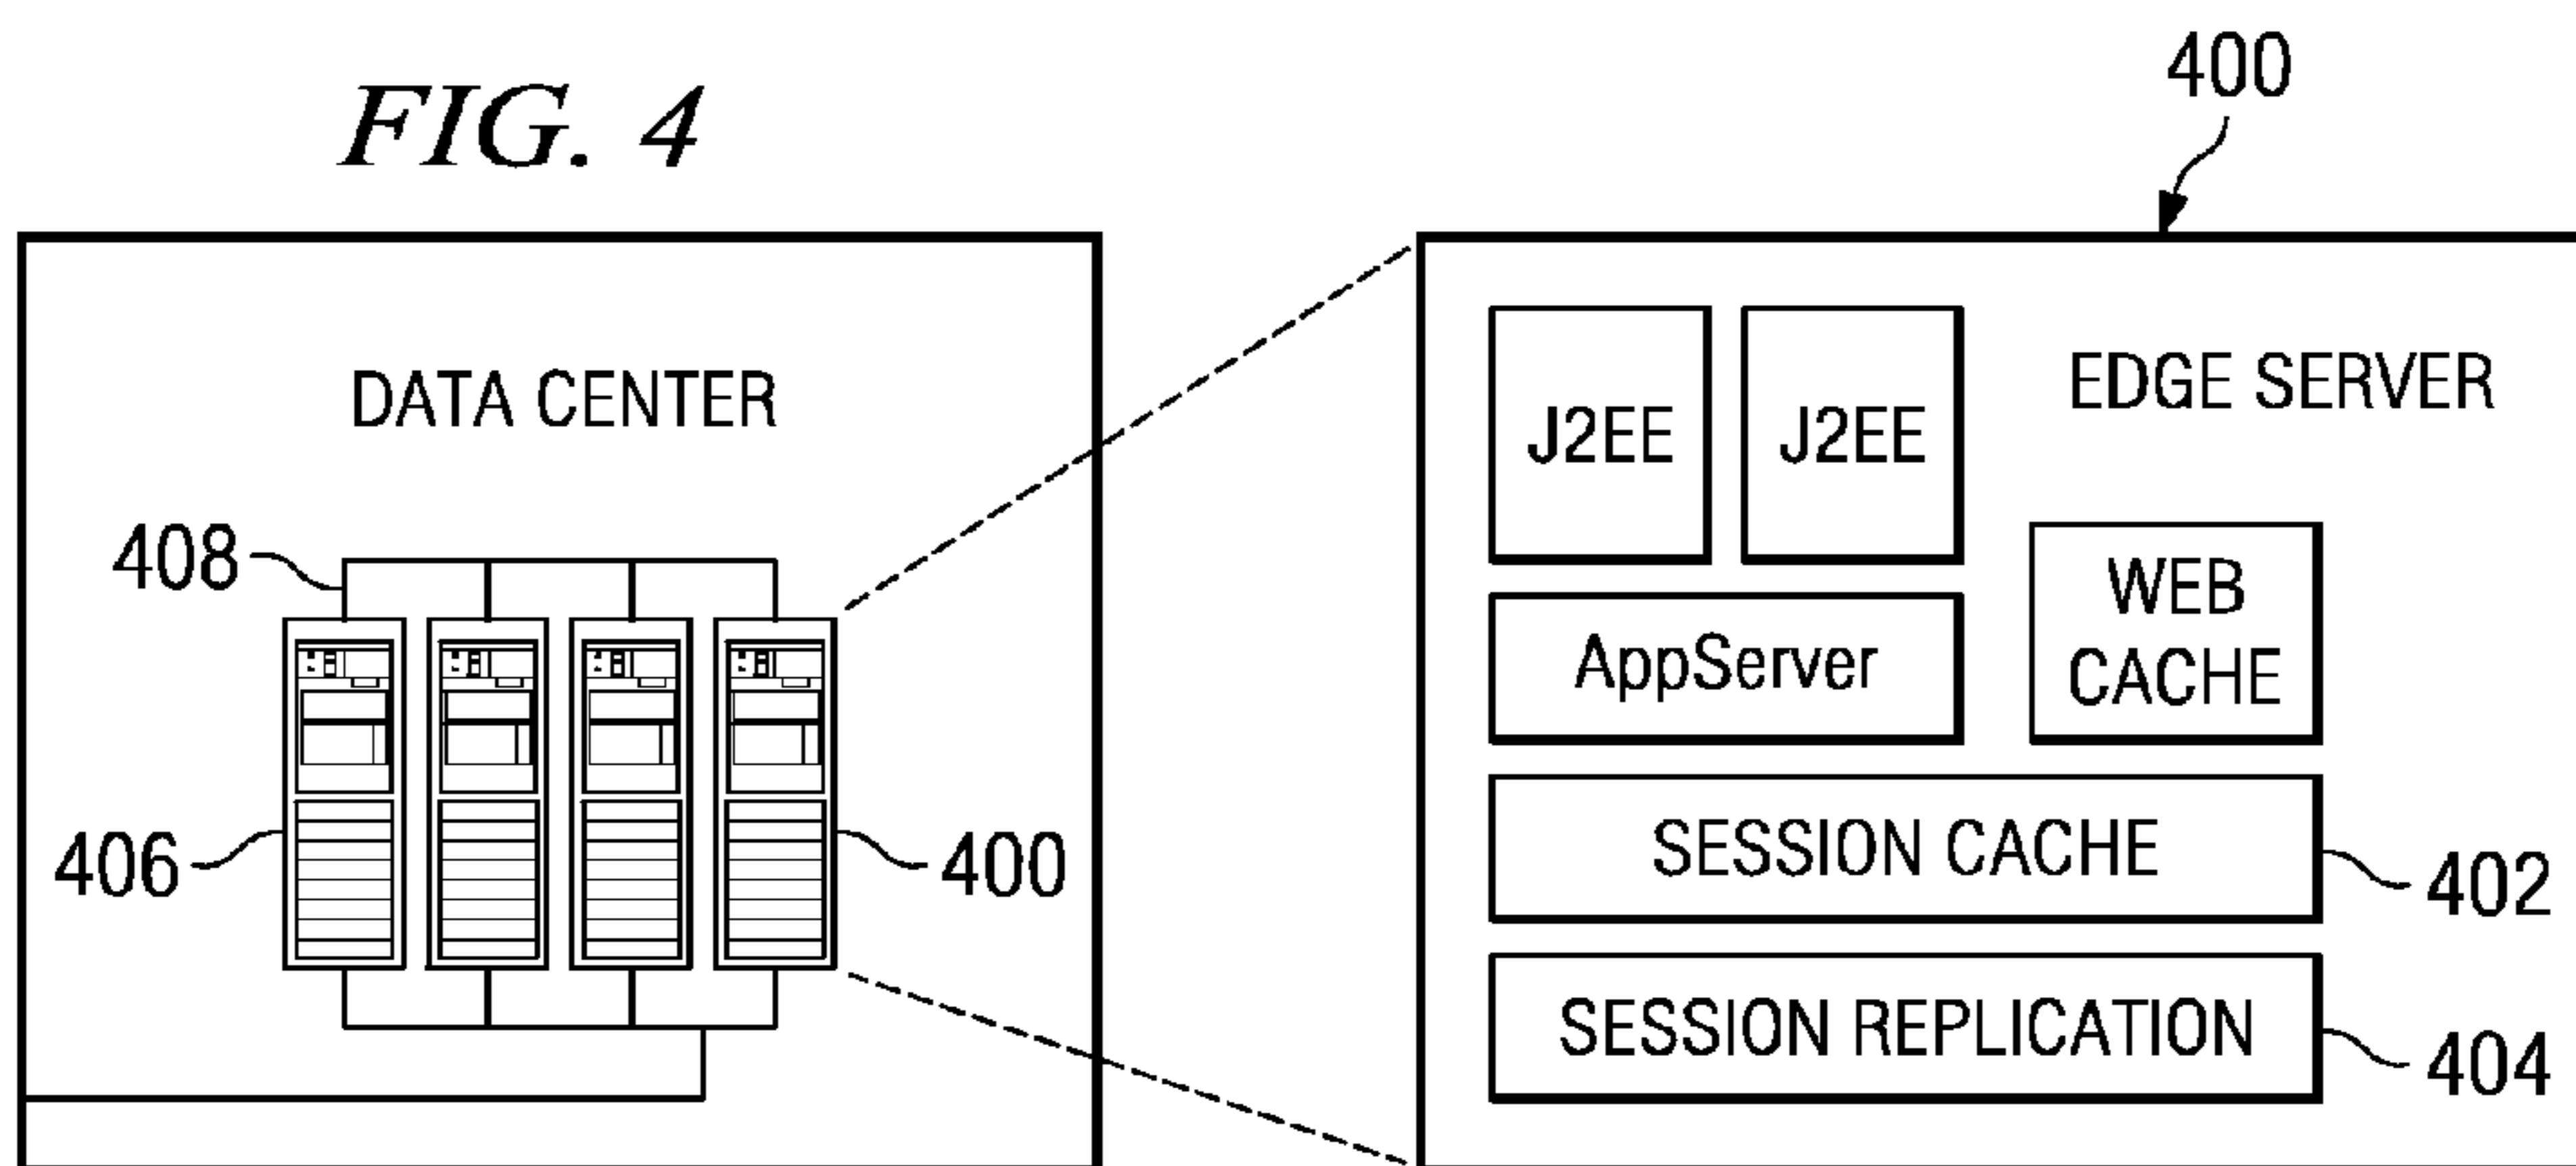 FIG. 4
400
DATA CENTER
408
406
400
EDGE SERVER
J2EE
J2EE
AppServer
WEB
CACHE
SESSION CACHE
402
SESSION REPLICATION
404